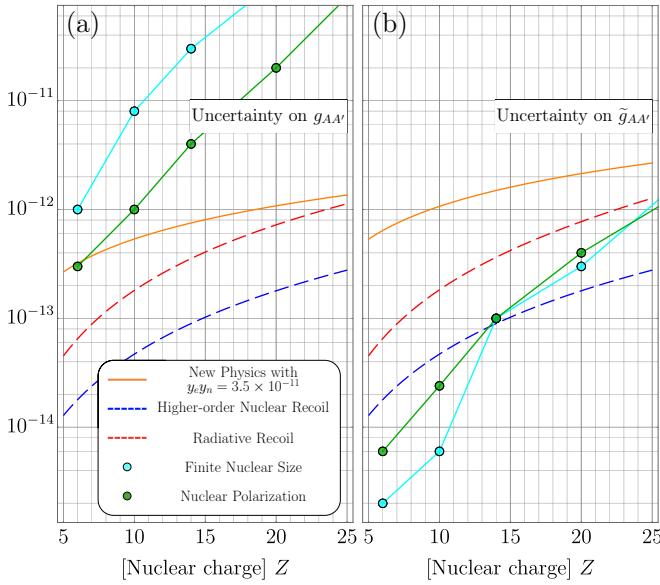 (a)
(b)
10⁻¹¹
10⁻¹²
10⁻¹³
10⁻¹⁴
Uncertainty on g_{AA′}
Uncertainty on g̃_{AA′}
New Physics with
y_e y_n = 3.5 × 10⁻¹¹
Higher-order Nuclear Recoil
Radiative Recoil
Finite Nuclear Size
Nuclear Polarization
5 10 15 20 25
5 10 15 20 25
[Nuclear charge] Z
[Nuclear charge] Z